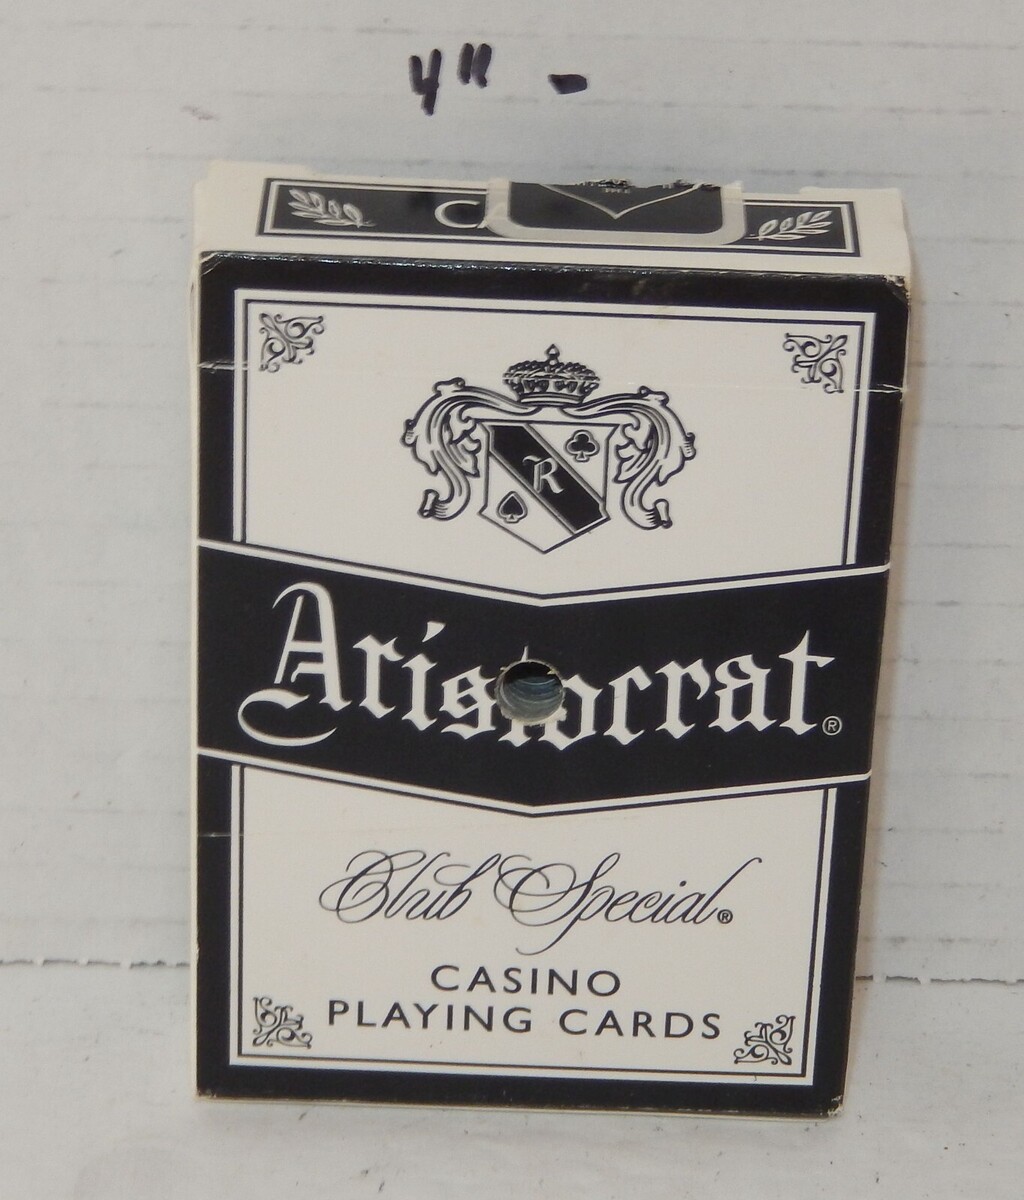 4" -
R
Aristocrat®
Club Special®
CASINO
PLAYING CARDS